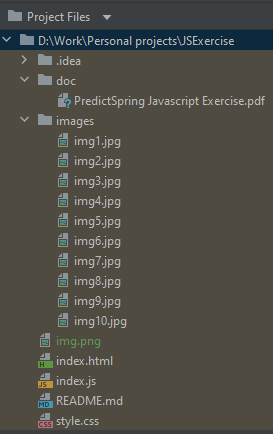 Project Files
D:\Work\Personal projects\JSExercise
.idea
doc
PredictSpring Javascript Exercise.pdf
images
img1.jpg
img2.jpg
img3.jpg
img4.jpg
img5.jpg
img6.jpg
img7.jpg
img8.jpg
img9.jpg
img10.jpg
img.png
index.html
index.js
README.md
style.css